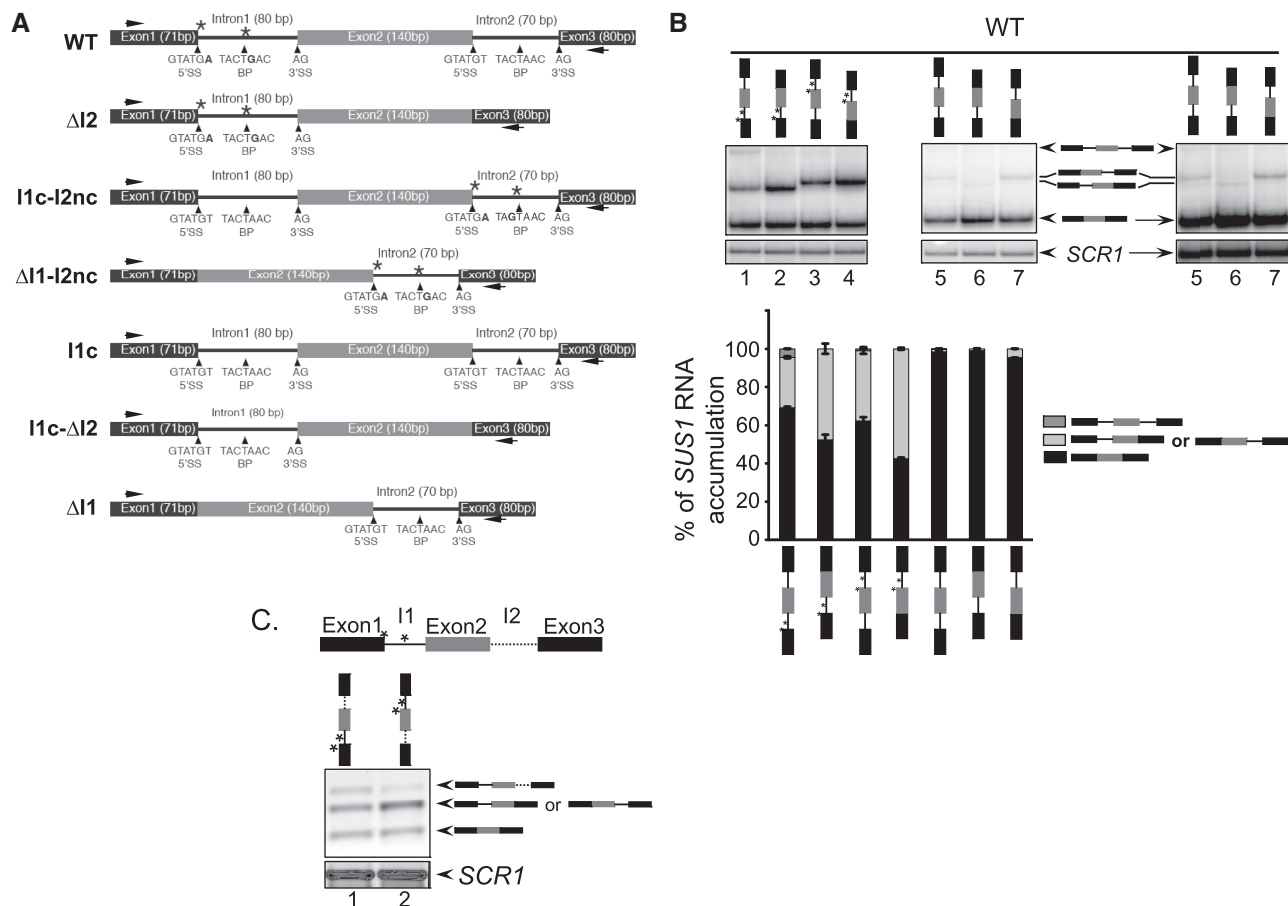 A
WT
Intron1 (80 bp)
Intron2 (70 bp)
Exon1 (71bp)
Exon2 (140bp)
Exon3 (80bp)
GTATGA TACTGAC AG GTATGT TACTAAC AG
5'SS BP 3'SS 5'SS BP 3'SS
ΔI2
Intron1 (80 bp)
Exon1 (71bp)
Exon2 (140bp)
Exon3 (80bp)
GTATGA TACTGAC AG
5'SS BP 3'SS
I1c-I2nc
Intron1 (80 bp)
Intron2 (70 bp)
Exon1 (71bp)
Exon2 (140bp)
Exon3 (80bp)
GTATGT TACTAAC AG GTATGA TAGTAAC AG
5'SS BP 3'SS 5'SS BP 3'SS
ΔI1-I2nc
Intron2 (70 bp)
Exon1 (71bp)
Exon2 (140bp)
Exon3 (80bp)
GTATGA TACTGAC AG
5'SS BP 3'SS
I1c
Intron1 (80 bp)
Intron2 (70 bp)
Exon1 (71bp)
Exon2 (140bp)
Exon3 (80bp)
GTATGT TACTAAC AG GTATGT TACTAAC AG
5'SS BP 3'SS 5'SS BP 3'SS
I1c-ΔI2
Intron1 (80 bp)
Exon1 (71bp)
Exon2 (140bp)
Exon3 (80bp)
GTATGT TACTAAC AG
5'SS BP 3'SS
ΔI1
Intron2 (70 bp)
Exon1 (71bp)
Exon2 (140bp)
Exon3 (80bp)
GTATGT TACTAAC AG
5'SS BP 3'SS
B
WT
SCR1
1 2 3 4 5 6 7 5 6 7
% of SUS1 RNA
accumulation
100
80
60
40
20
0
or
C.
I1 I2
Exon1 Exon2 Exon3
or
SCR1
1 2